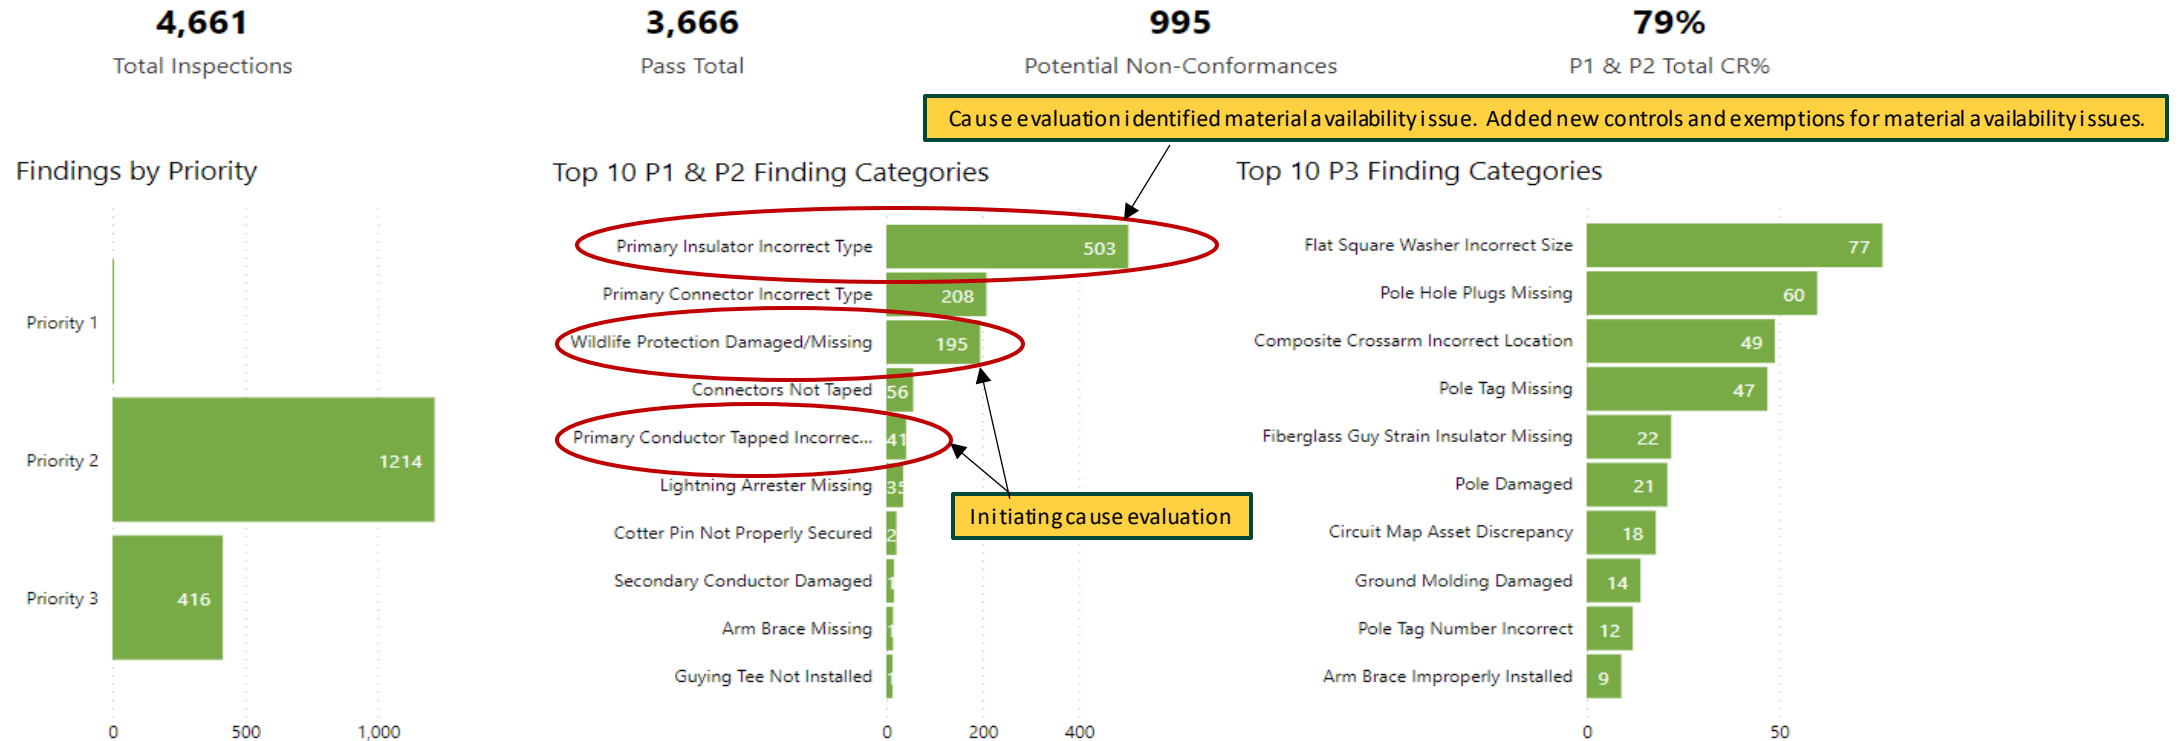 4,661
Total Inspections
3,666
Pass Total
995
Potential Non-Conformances
79%
P1 & P2 Total CR%
Cause evaluation identified material availability issue. Added new controls and exemptions for material availability issues.
Findings by Priority
Priority 1
Priority 2
1214
Priority 3
416
0
500
1,000
Top 10 P1 & P2 Finding Categories
Primary Insulator Incorrect Type
503
Primary Connector Incorrect Type
208
Wildlife Protection Damaged/Missing
195
Connectors Not Taped
56
Primary Conductor Tapped Incorrec...
41
Lightning Arrester Missing
35
Cotter Pin Not Properly Secured
Secondary Conductor Damaged
Arm Brace Missing
Guying Tee Not Installed
0
200
400
Initiating cause evaluation
Top 10 P3 Finding Categories
Flat Square Washer Incorrect Size
77
Pole Hole Plugs Missing
60
Composite Crossarm Incorrect Location
49
Pole Tag Missing
47
Fiberglass Guy Strain Insulator Missing
22
Pole Damaged
21
Circuit Map Asset Discrepancy
18
Ground Molding Damaged
14
Pole Tag Number Incorrect
12
Arm Brace Improperly Installed
9
0
50